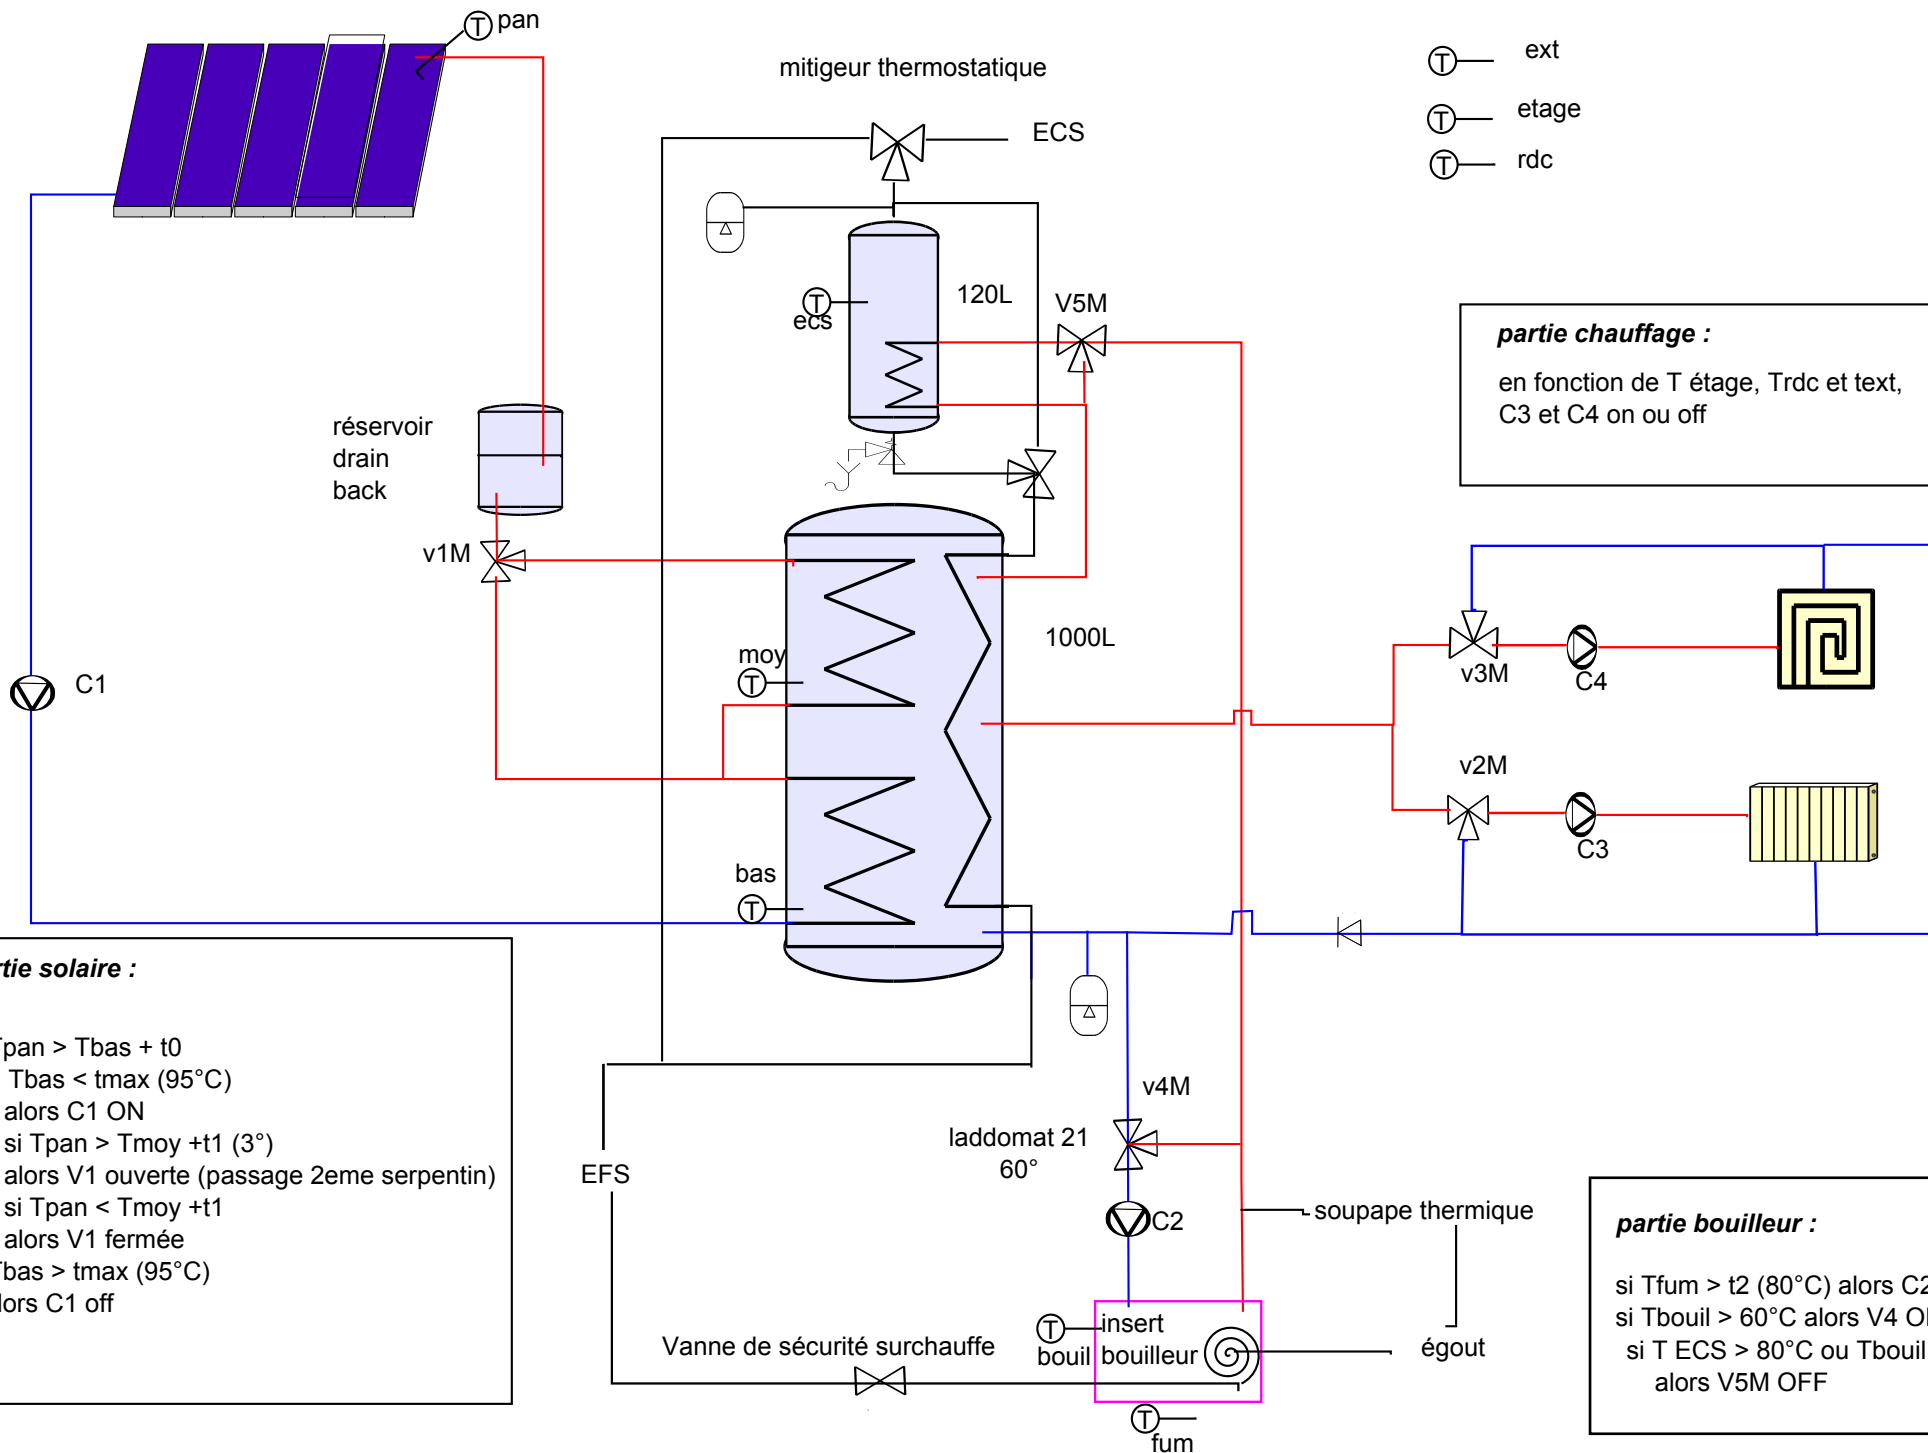 pan
mitigeur thermostatique
ext
etage
rdc
ECS
120L
V5M
ecs
partie chauffage :
en fonction de T étage, Trdc et text,
C3 et C4 on ou off
réservoir
drain
back
v1M
moy
1000L
v3M
C4
C1
v2M
C3
bas
rtie solaire :
Tpan > Tbas + t0
Tbas < tmax (95°C)
alors C1 ON
si Tpan > Tmoy +t1 (3°)
alors V1 ouverte (passage 2eme serpentin)
si Tpan < Tmoy +t1
alors V1 fermée
Tbas > tmax (95°C)
lors C1 off
v4M
laddomat 21
60°
EFS
C2
soupape thermique
partie bouilleur :
si Tfum > t2 (80°C) alors C2
si Tbouil > 60°C alors V4 O
si T ECS > 80°C ou Tbouil
alors V5M OFF
Vanne de sécurité surchauffe
T
bouil
insert
bouilleur
égout
T
fum
T
T
T
T
T
T
T